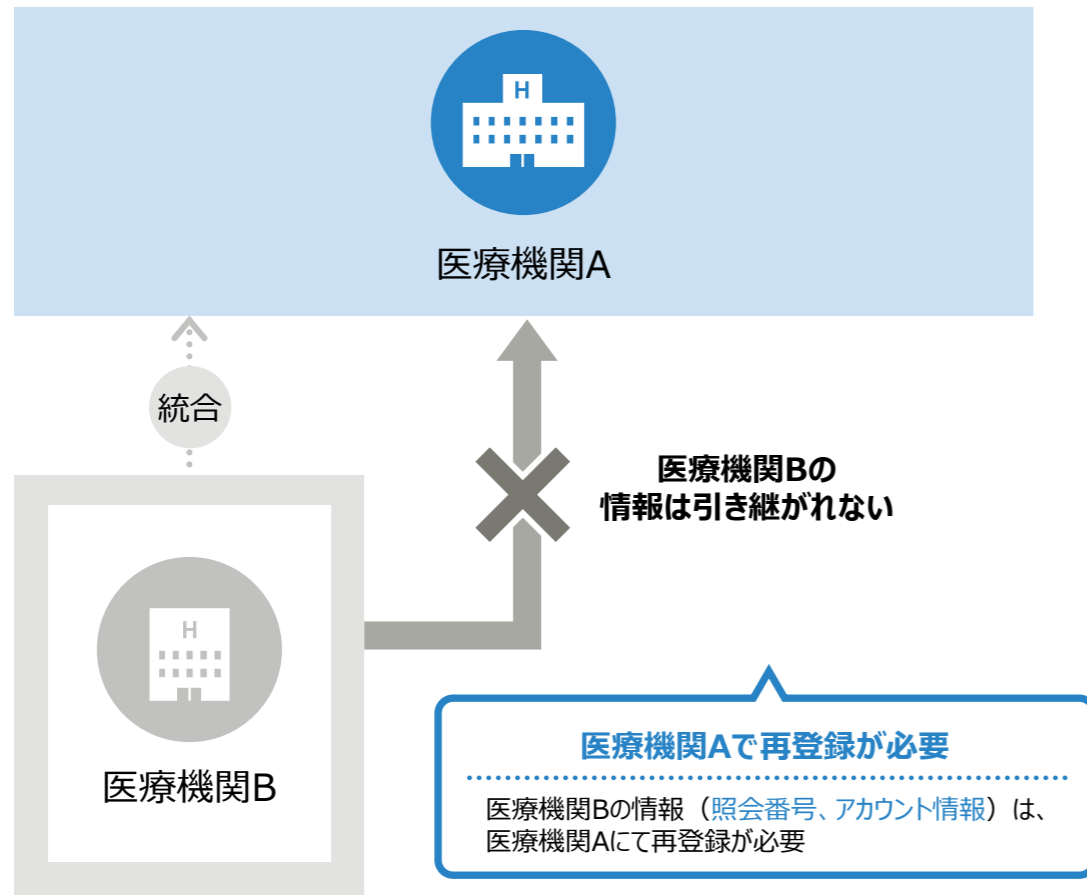 H
医療機関A
統合
医療機関Bの
情報は引き継がれない
H
医療機関B
医療機関Aで再登録が必要
医療機関Bの情報（照会番号、アカウント情報）は、
医療機関Aにて再登録が必要